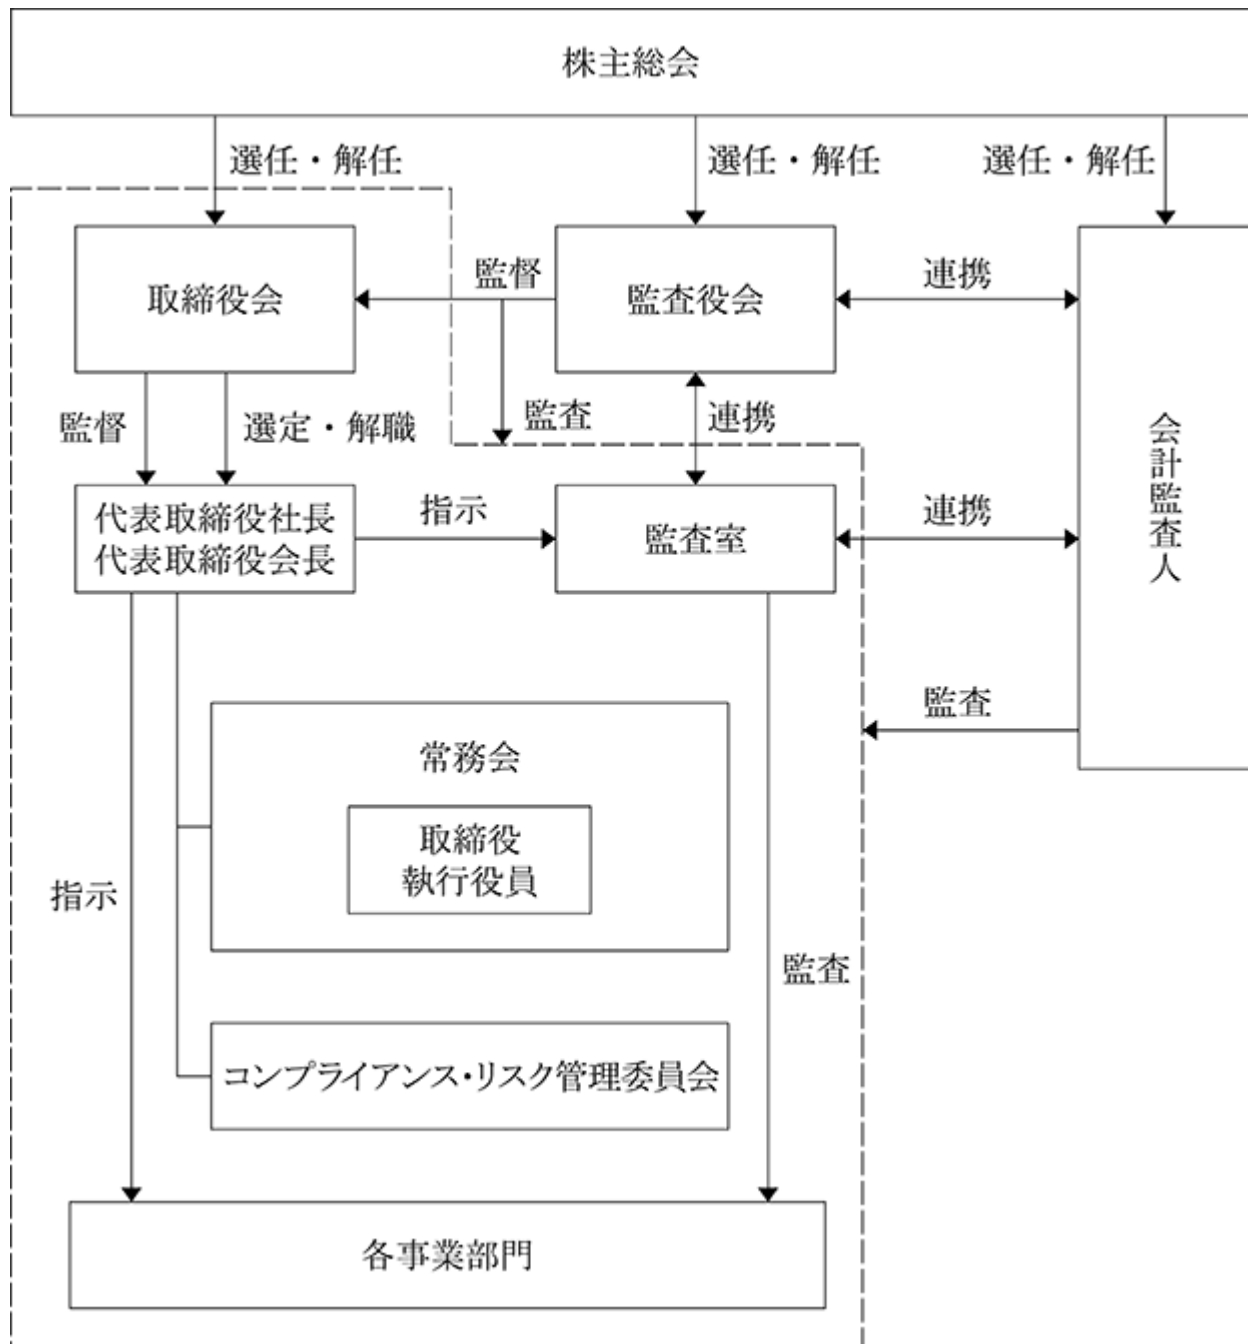 株主総会
選任・解任
選任・解任
選任・解任
取締役会
監督
監査役会
連携
会計監査人
監督
選定・解職
監査
連携
代表取締役社長
代表取締役会長
指示
監査室
連携
監査
常務会
取締役
執行役員
指示
監査
コンプライアンス・リスク管理委員会
各事業部門